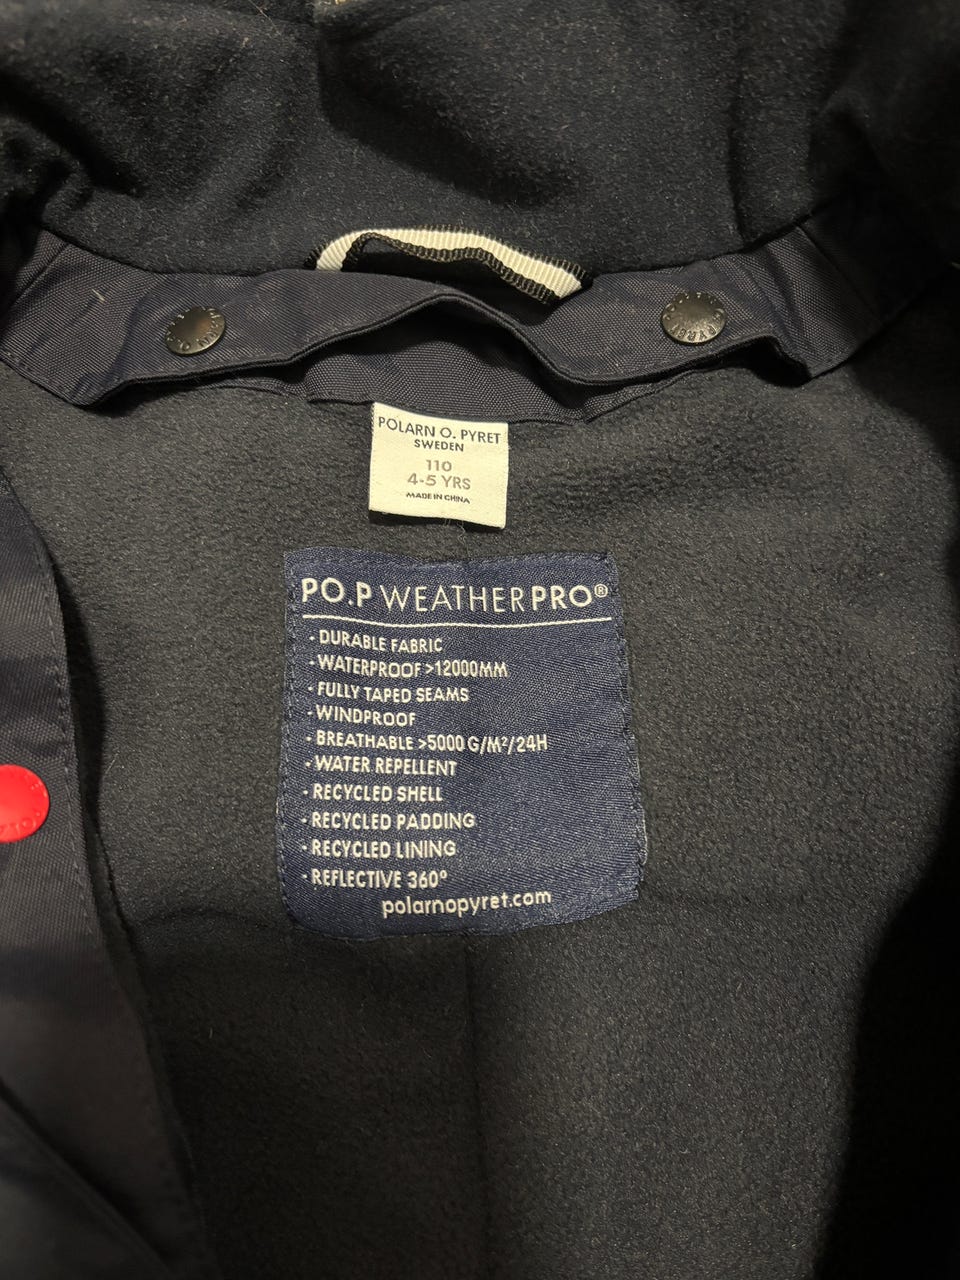 POLARN O. PYRET
SWEDEN
110
4-5 YRS
MADE IN CHINA
PO.P WEATHERPRO®
- DURABLE FABRIC
- WATERPROOF >12000MM
- FULLY TAPED SEAMS
- WINDPROOF
- BREATHABLE >5000 G/M²/24H
- WATER REPELLENT
- RECYCLED SHELL
- RECYCLED PADDING
- RECYCLED LINING
- REFLECTIVE 360°
polarnopyret.com